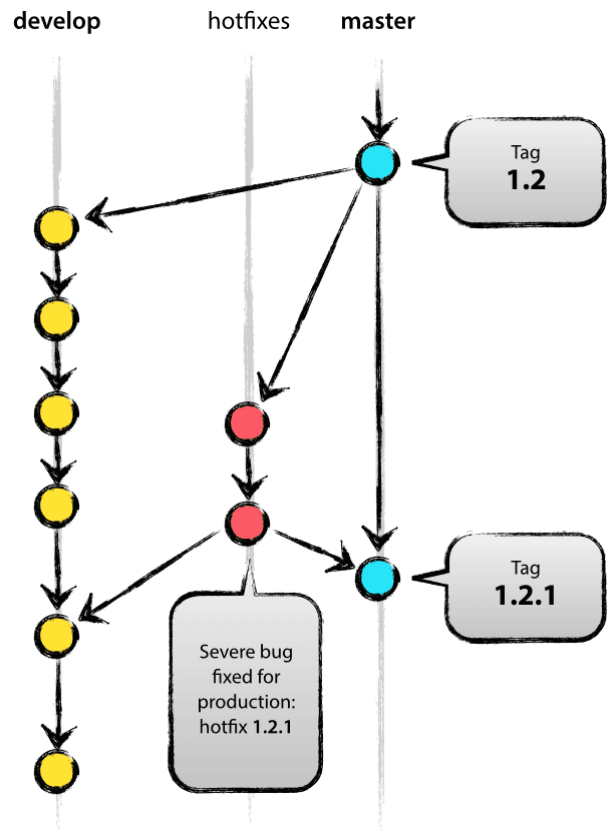 develop
hotfixes
master
Tag
1.2
Tag
1.2.1
Severe bug
fixed for
production:
hotfix 1.2.1